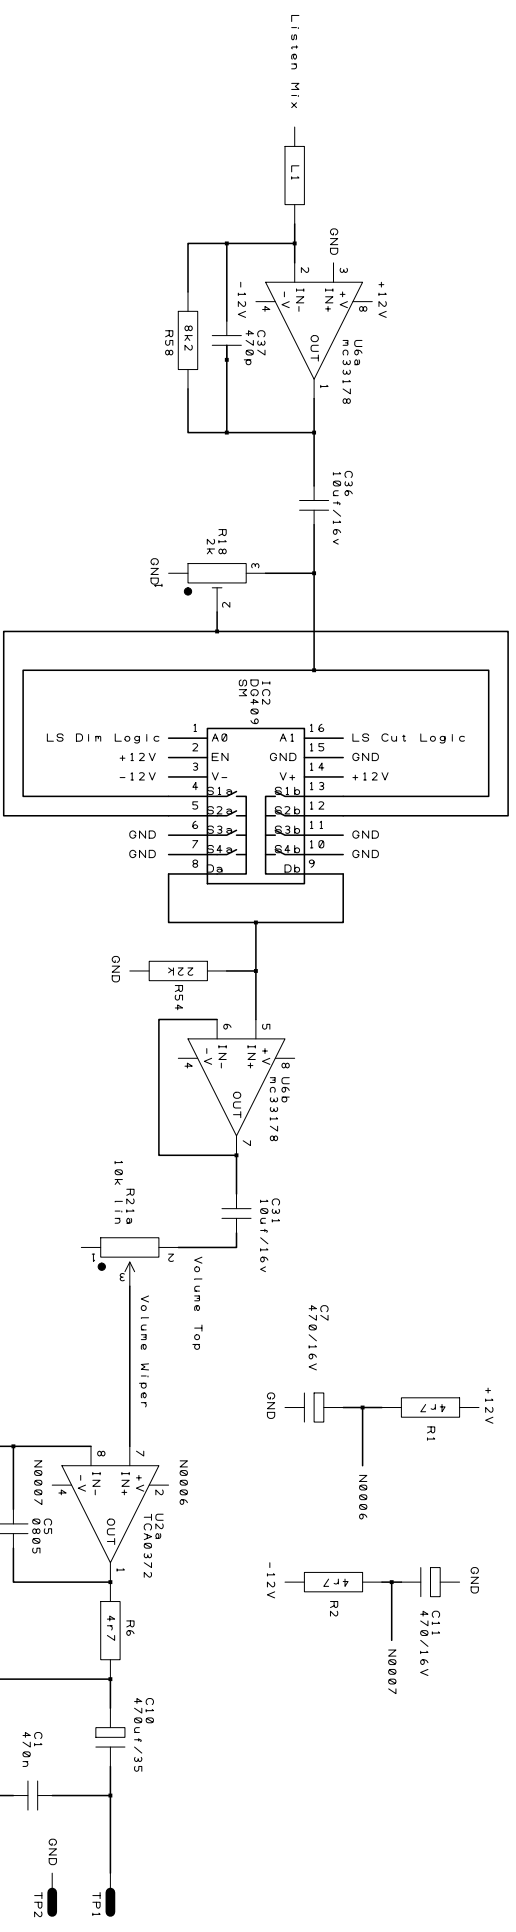 Listen Mix
L1
GND
+12V
-12V
2
3
4
8
IN-
IN+
-V
+V
OUT
1
U6a
mc33178
C37
470p
8k2
R58
C36
10uf/16v
R18
2k
3
GND
1
2
IC2
DG409
SM
LS Dim Logic
1
A0
A1
16
LS Cut Logic
+12V
2
EN
GND
15
GND
-12V
3
V-
V+
14
+12V
4
S1a
S1b
13
5
S2a
S2b
12
GND
6
S3a
S3b
11
GND
GND
7
S4a
S4b
10
GND
8
Da
Db
9
GND
22k
R54
6
5
IN-
IN+
-V
+V
4
8
OUT
7
U6b
mc33178
C31
10uf/16v
R21a
10k lin
1
2
3
Volume Top
Volume Wiper
C7
470/16V
GND
+12V
4r7
R1
N0006
-12V
4r7
R2
GND
C11
470/16V
N0007
N0006
N0007
8
7
IN-
IN+
-V
+V
4
2
OUT
1
U2a
TCA0372
C5
0805
4r7
R6
C10
470uf/35
C1
470n
GND
TP2
TP1